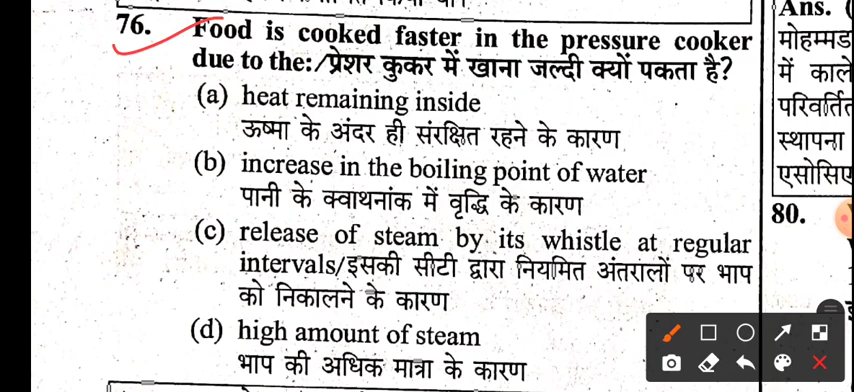 76. Food is cooked faster in the pressure cooker
due to the:/प्रेशर कुकर में खाना जल्दी क्यों पकता है?
(a) heat remaining inside
ऊष्मा के अंदर ही संरक्षित रहने के कारण
(b) increase in the boiling point of water
पानी के क्वाथनांक में वृद्धि के कारण
(c) release of steam by its whistle at regular
intervals/इसकी सीटी द्वारा नियमित अंतरालों पर भाप
को निकालने के कारण
(d) high amount of steam
भाप की अधिक मात्रा के कारण
Ans. (
मोहम्मड
में काले
स्थापना
80.